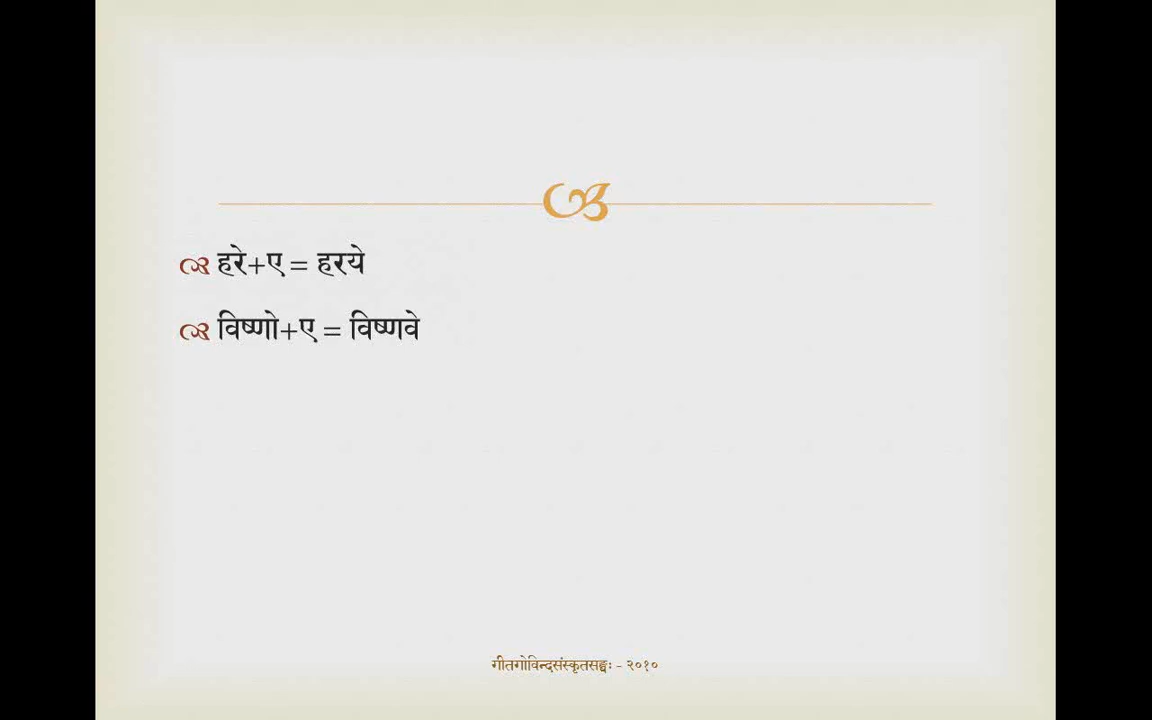 हरे+ए = हरये
विष्णो+ए = विष्णवे
गीतगोविन्दसंस्कृतसङ्घः - २०१०